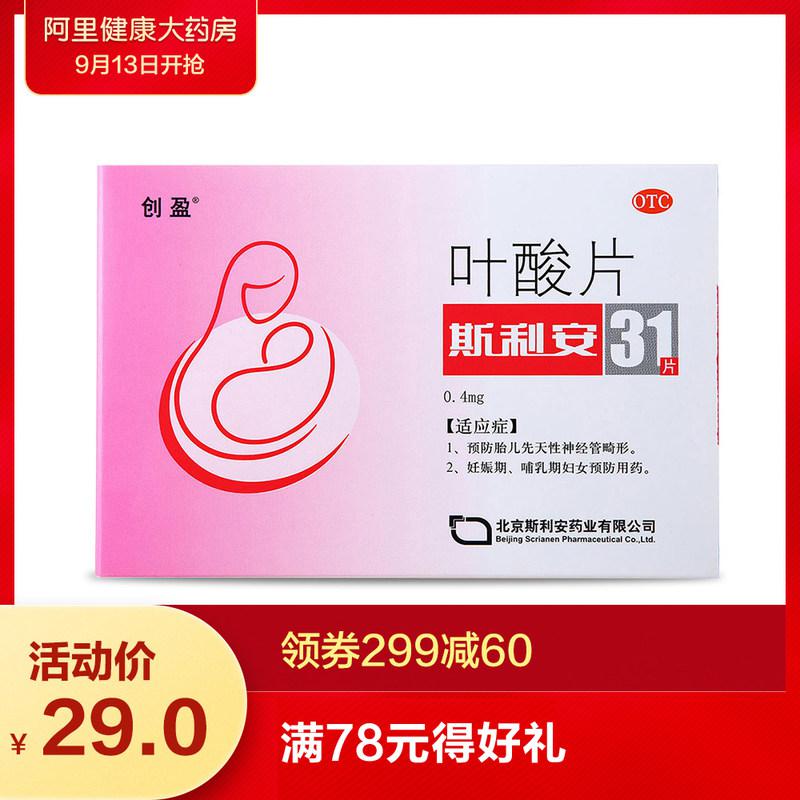 阿里健康大药房
9月13日开抢
创盈®
OTC
叶酸片
斯利安 31片
0.4mg
【适应症】
1、预防胎儿先天性神经管畸形。
2、妊娠期、哺乳期妇女预防用药。
北京斯利安药业有限公司
Beijing Scrianen Pharmaceutical Co.,Ltd.
活动价
¥29.0
领券299减60
满78元得好礼